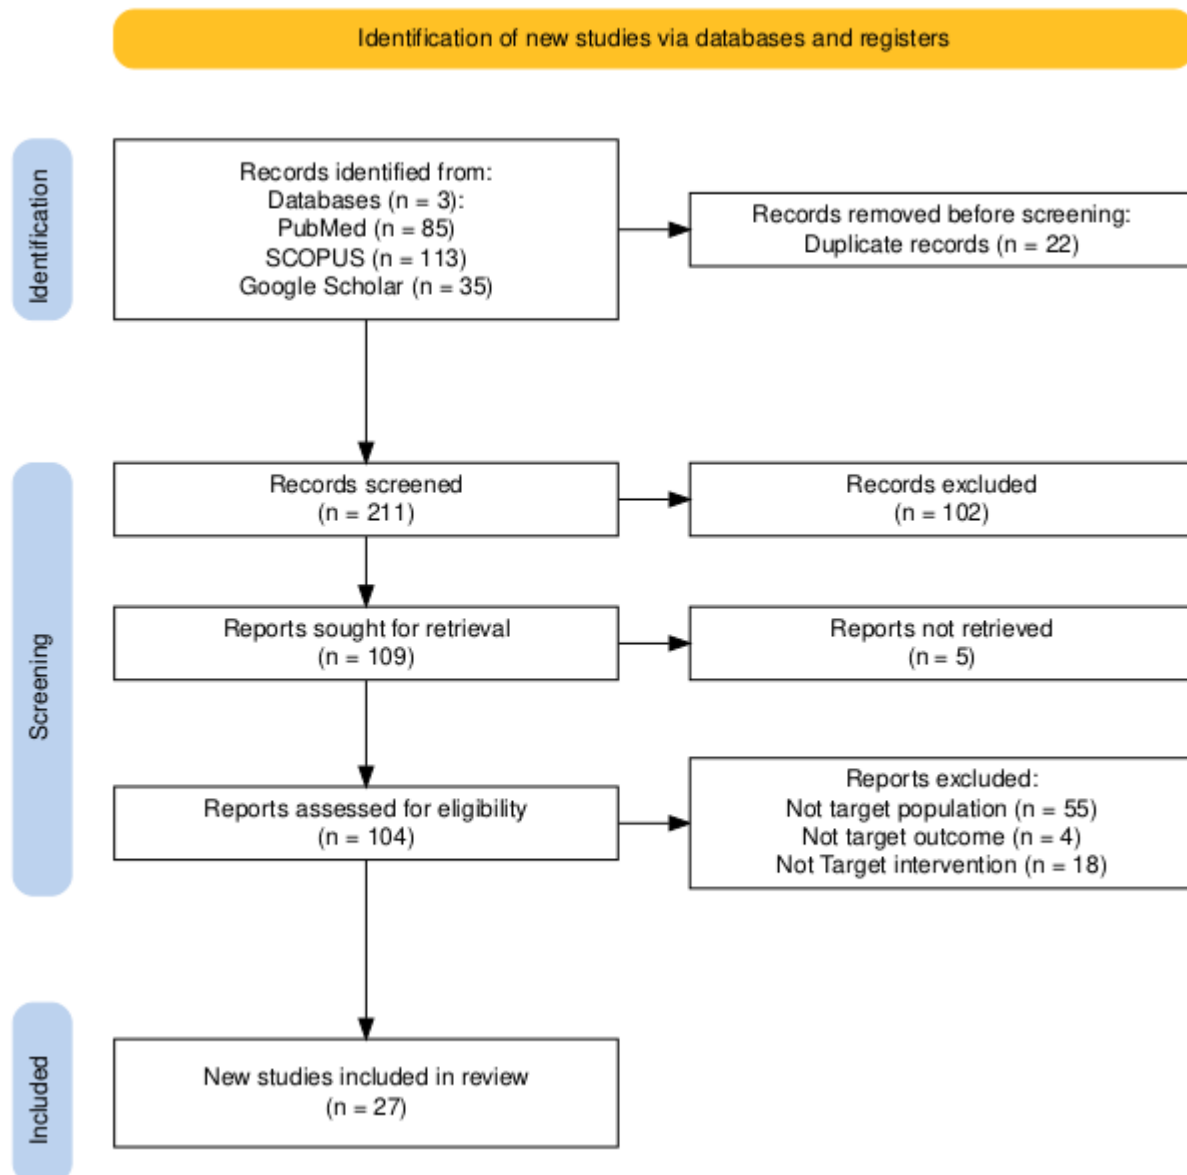 Identification of new studies via databases and registers
Identification
Records identified from:
Databases (n = 3):
PubMed (n = 85)
SCOPUS (n = 113)
Google Scholar (n = 35)
Records removed before screening:
Duplicate records (n = 22)
Screening
Records screened
(n = 211)
Records excluded
(n = 102)
Reports sought for retrieval
(n = 109)
Reports not retrieved
(n = 5)
Reports assessed for eligibility
(n = 104)
Reports excluded:
Not target population (n = 55)
Not target outcome (n = 4)
Not Target intervention (n = 18)
Included
New studies included in review
(n = 27)